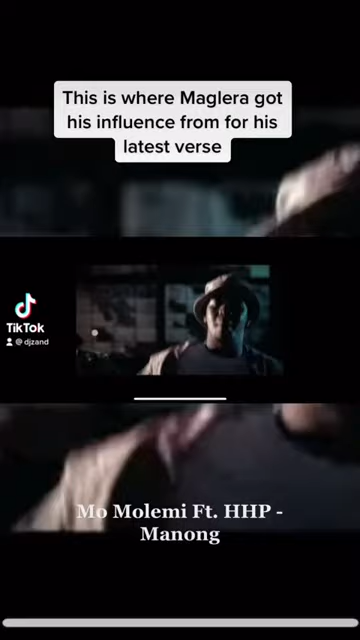 This is where Maglera got
his influence from for his
latest verse
TikTok
@ djzand
Mo Molemi Ft. HHP -
Manong